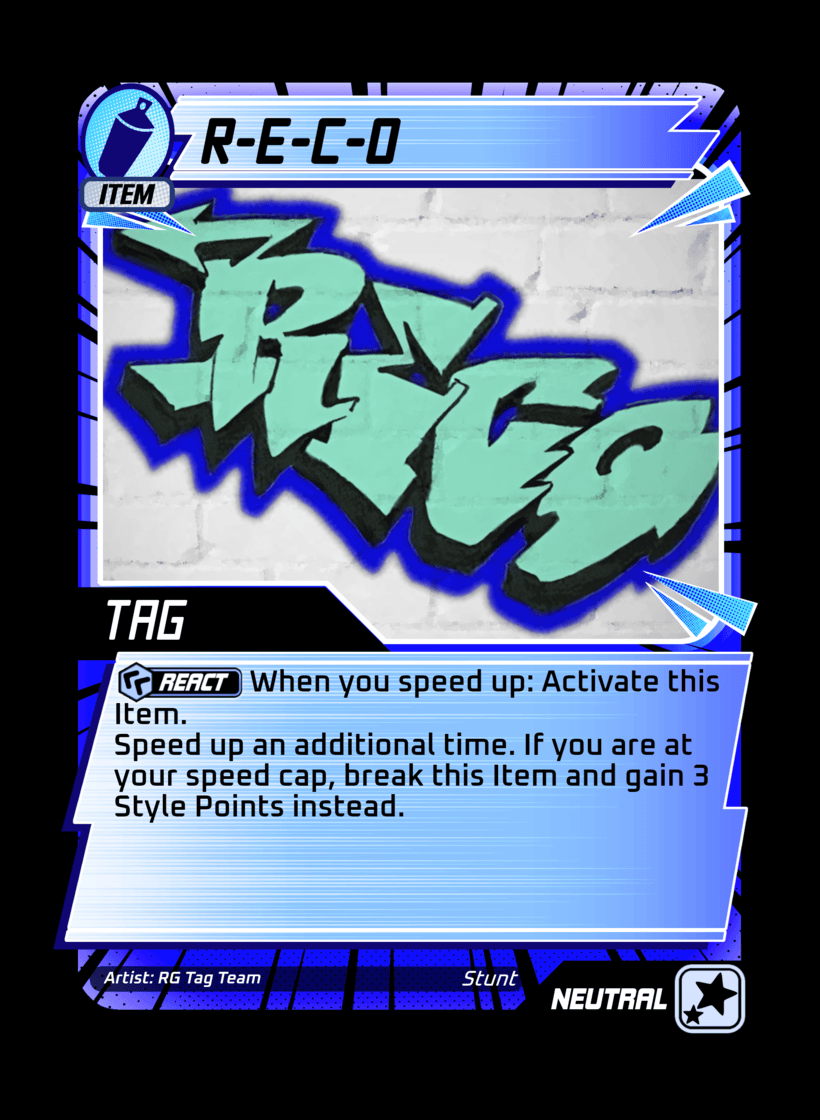 R-E-C-O
ITEM
RECO
TAG
REACT When you speed up: Activate this
Item.
Speed up an additional time. If you are at
your speed cap, break this Item and gain 3
Style Points instead.
Artist: RG Tag Team
Stunt
NEUTRAL